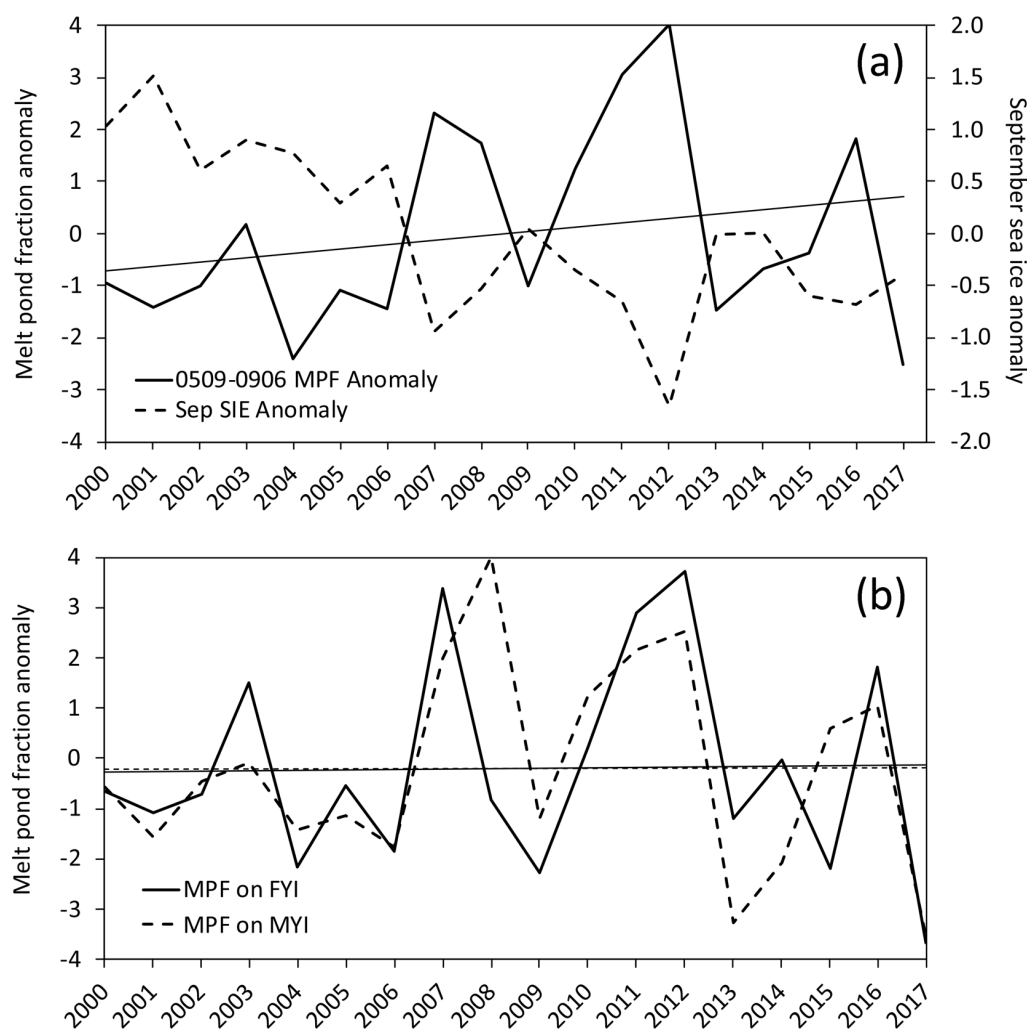 (a)
Melt pond fraction anomaly
4
3
2
1
0
-1
-2
-3
-4
2.0
1.5
1.0
0.5
0.0
-0.5
-1.0
-1.5
-2.0
September sea ice anomaly
0509-0906 MPF Anomaly
Sep SIE Anomaly
2000 2001 2002 2003 2004 2005 2006 2007 2008 2009 2010 2011 2012 2013 2014 2015 2016 2017
(b)
Melt pond fraction anomaly
4
3
2
1
0
-1
-2
-3
-4
MPF on FYI
MPF on MYI
2000 2001 2002 2003 2004 2005 2006 2007 2008 2009 2010 2011 2012 2013 2014 2015 2016 2017